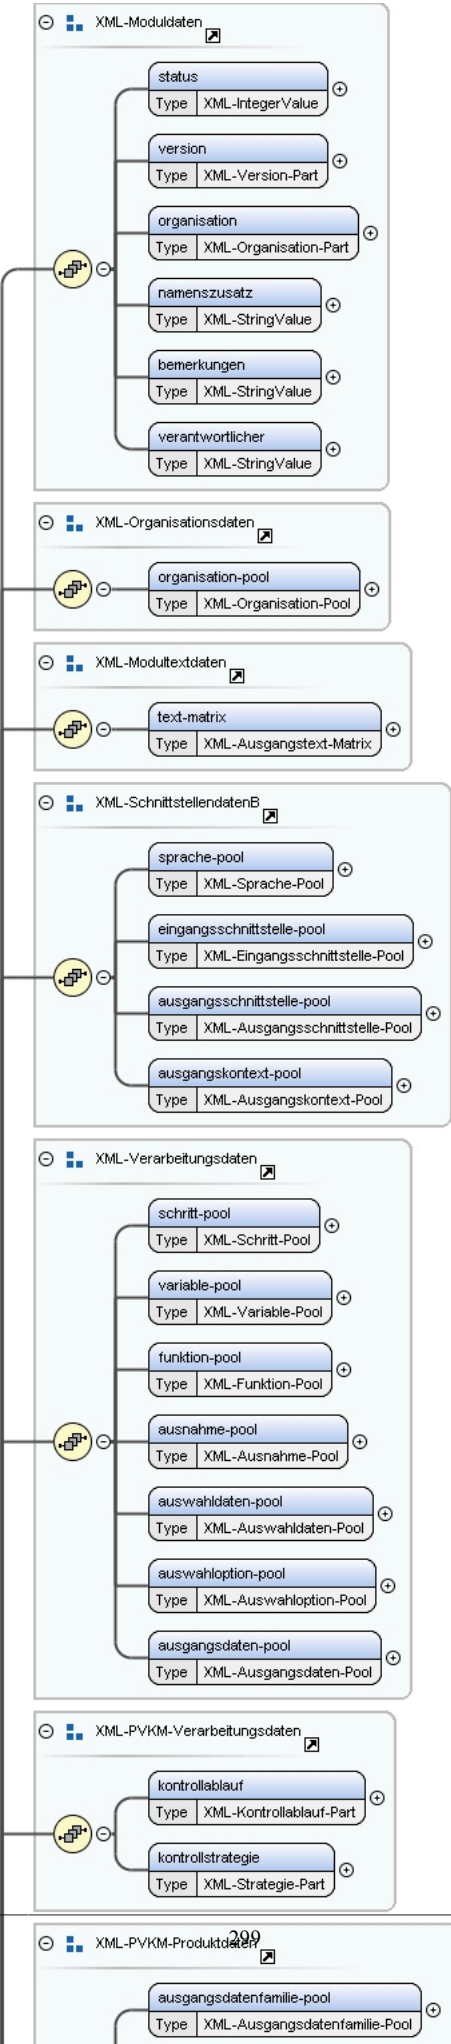 XML-Moduldaten
status
Type XML-IntegerValue
version
Type XML-Version-Part
organisation
Type XML-Organisation-Part
namenszusatz
Type XML-StringValue
bemerkungen
Type XML-StringValue
verantwortlicher
Type XML-StringValue
XML-Organisationsdaten
organisation-pool
Type XML-Organisation-Pool
XML-Modultextdaten
text-matrix
Type XML-Ausgangstext-Matrix
XML-SchnittstellendatenB
sprache-pool
Type XML-Sprache-Pool
eingangsschnittstelle-pool
Type XML-Eingangsschnittstelle-Pool
ausgangsschnittstelle-pool
Type XML-Ausgangsschnittstelle-Pool
ausgangskontext-pool
Type XML-Ausgangskontext-Pool
XML-Verarbeitungsdaten
schritt-pool
Type XML-Schritt-Pool
variable-pool
Type XML-Variable-Pool
funktion-pool
Type XML-Funktion-Pool
ausnahme-pool
Type XML-Ausnahme-Pool
auswahldaten-pool
Type XML-Auswahldaten-Pool
auswahloption-pool
Type XML-Auswahloption-Pool
ausgangsdaten-pool
Type XML-Ausgangsdaten-Pool
XML-PVKM-Verarbeitungsdaten
kontrollablauf
Type XML-Kontrollablauf-Part
kontrollstrategie
Type XML-Strategie-Part
299
XML-PVKM-Produktdaten
ausgangsdatenfamilie-pool
Type XML-Ausgangsdatenfamilie-Pool